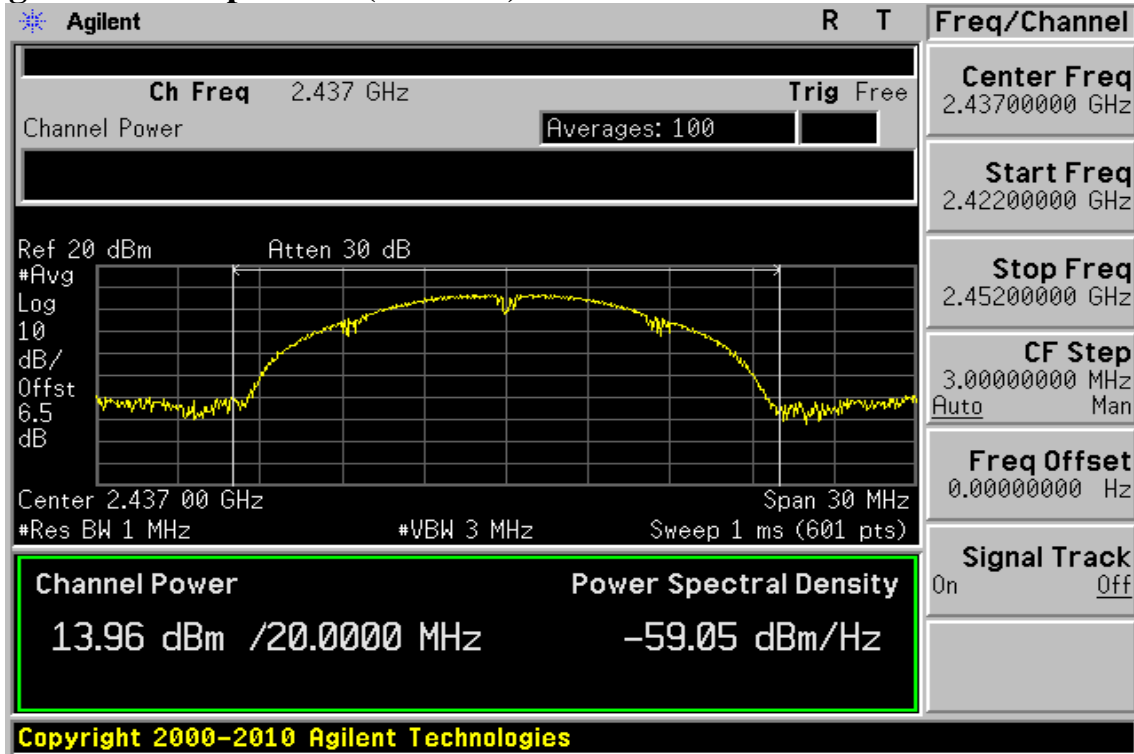 Agilent
R T
Freq/Channel
Ch Freq 2.437 GHz
Trig Free
Channel Power
Averages: 100
Center Freq
2.43700000 GHz
Start Freq
2.42200000 GHz
Stop Freq
2.45200000 GHz
CF Step
3.00000000 MHz
Auto Man
Freq Offset
0.00000000 Hz
Signal Track
On Off
Ref 20 dBm
Atten 30 dB
#Avg
Log
10
dB/
Offst
6.5
dB
Center 2.437 00 GHz
Span 30 MHz
#Res BW 1 MHz
#VBW 3 MHz
Sweep 1 ms (601 pts)
Channel Power
Power Spectral Density
13.96 dBm /20.0000 MHz
-59.05 dBm/Hz
Copyright 2000-2010 Agilent Technologies